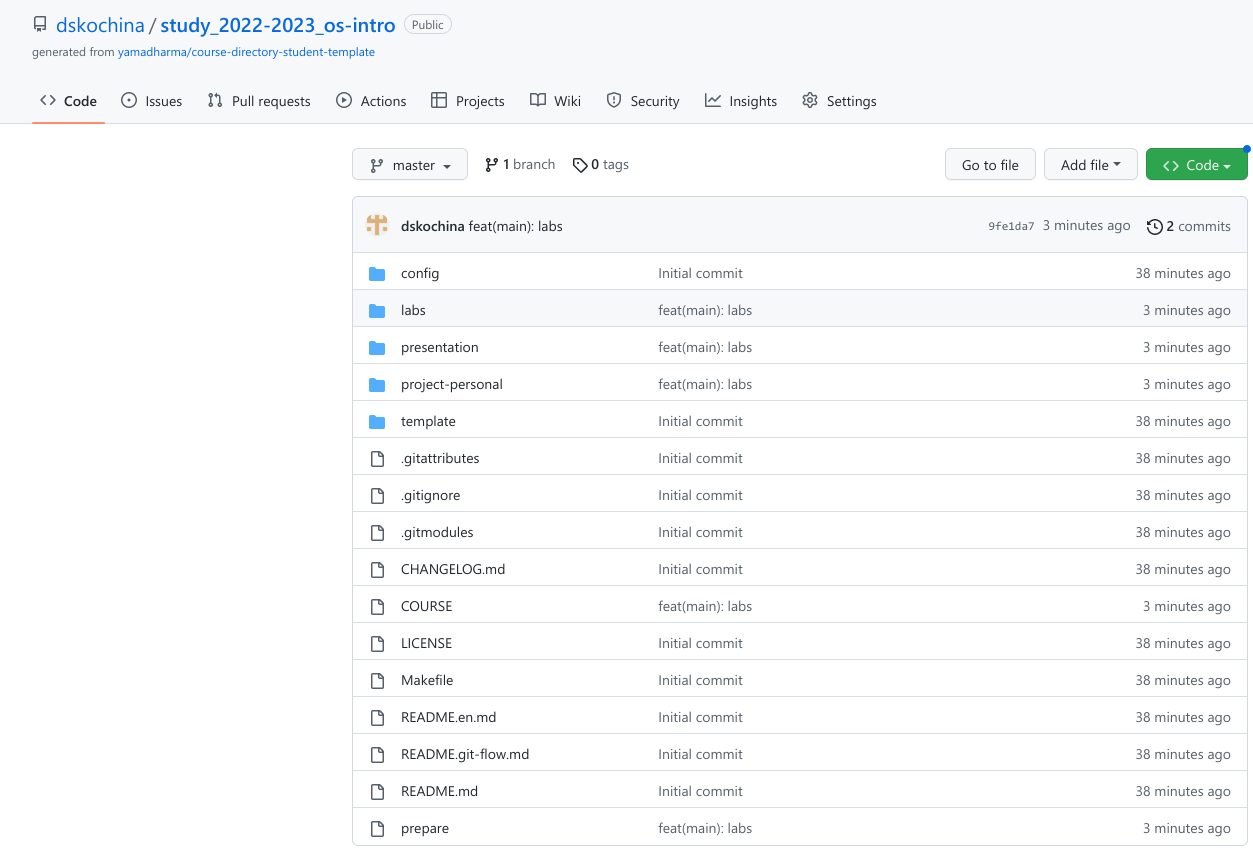 dskochina / study_2022-2023_os-intro Public
generated from yamadharma/course-directory-student-template
Code Issues Pull requests Actions Projects Wiki Security Insights Settings
master 1 branch 0 tags Go to file Add file Code
dskochina feat(main): labs 9fe1da7 3 minutes ago 2 commits
config Initial commit 38 minutes ago
labs feat(main): labs 3 minutes ago
presentation feat(main): labs 3 minutes ago
project-personal feat(main): labs 3 minutes ago
template Initial commit 38 minutes ago
.gitattributes Initial commit 38 minutes ago
.gitignore Initial commit 38 minutes ago
.gitmodules Initial commit 38 minutes ago
CHANGELOG.md Initial commit 38 minutes ago
COURSE feat(main): labs 3 minutes ago
LICENSE Initial commit 38 minutes ago
Makefile Initial commit 38 minutes ago
README.en.md Initial commit 38 minutes ago
README.git-flow.md Initial commit 38 minutes ago
README.md Initial commit 38 minutes ago
prepare feat(main): labs 3 minutes ago